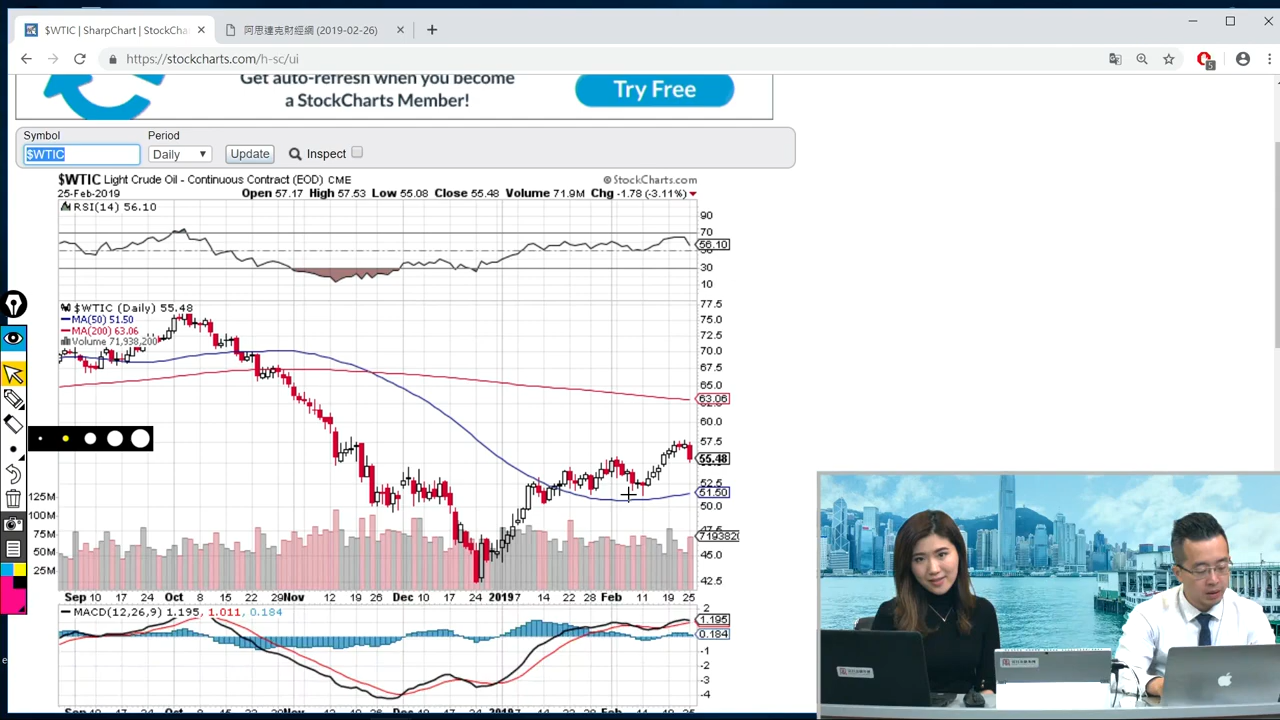 $WTIC | SharpChart | StockCha
阿思達克財經網 (2019-02-26)
https://stockcharts.com/h-sc/ui
5
Get auto-refresh when you become
a StockCharts Member!
Try Free
Symbol
Period
$WTIC
Daily
Update
Inspect
$WTIC Light Crude Oil - Continuous Contract (EOD) CME
© StockCharts.com
25-Feb-2019
Open 57.17 High 57.53 Low 55.08 Close 55.48 Volume 71.9M Chg -1.78 (-3.11%)
RSI(14) 56.10
90
70
56.10
30
10
$WTIC (Daily) 55.48
MA(50) 51.50
MA(200) 63.06
Volume 71,938,200
77.5
75.0
72.5
70.0
67.5
65.0
63.06
60.0
57.5
55.48
52.5
51.50
50.0
47.5
7193820
45.0
42.5
125M
100M
75M
50M
25M
Sep 10 17 24 Oct 8 15 22 29 Nov 12 19 26 Dec 10 17 24 2019 14 22 28 Feb 11 19 25
MACD(12,26,9) 1.195, 1.011, 0.184
2
1.195
0.184
-1
-2
-3
-4